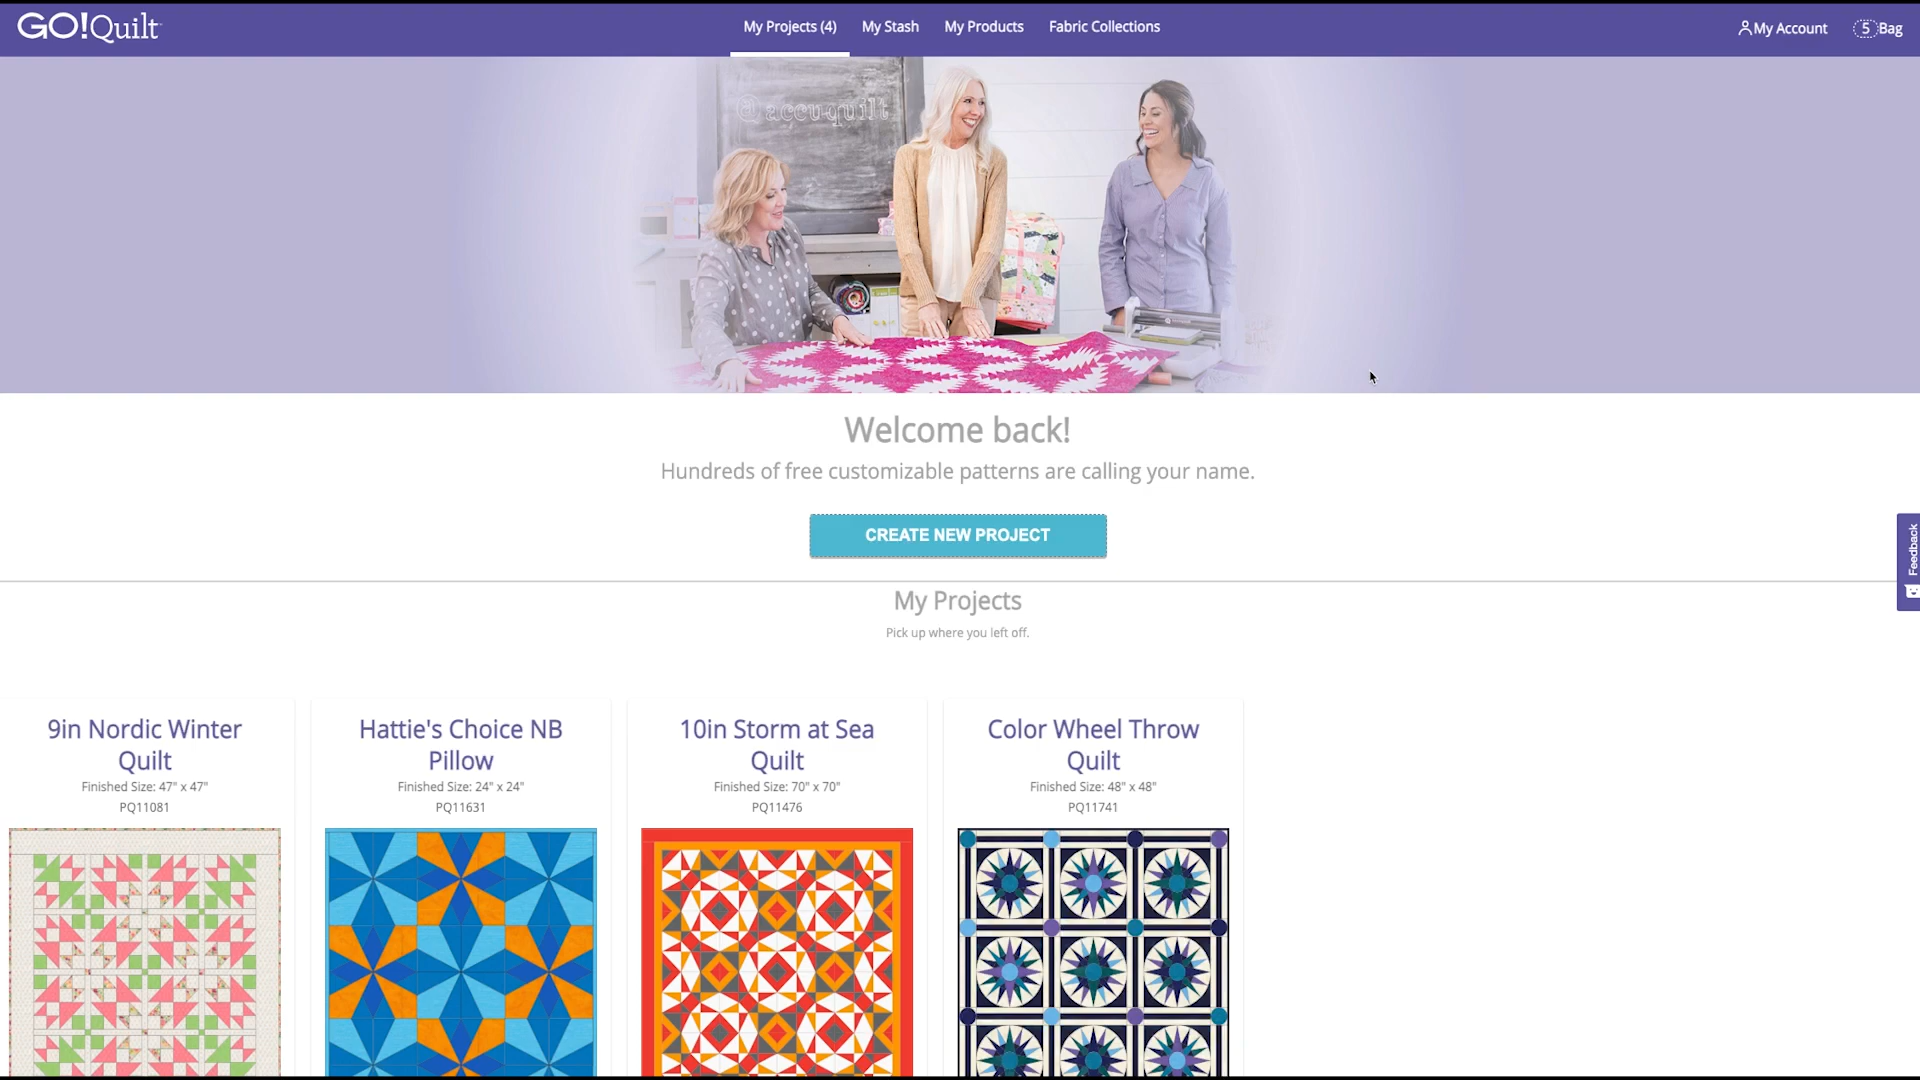 GO!Quilt
My Projects (4)
My Stash
My Products
Fabric Collections
My Account
5 Bag
@accuquilt
Welcome back!
Hundreds of free customizable patterns are calling your name.
CREATE NEW PROJECT
Feedback
My Projects
Pick up where you left off.
9in Nordic Winter
Quilt
Finished Size: 47" x 47"
PQ11081
Hattie's Choice NB
Pillow
Finished Size: 24" x 24"
PQ11631
10in Storm at Sea
Quilt
Finished Size: 70" x 70"
PQ11476
Color Wheel Throw
Quilt
Finished Size: 48" x 48"
PQ11741